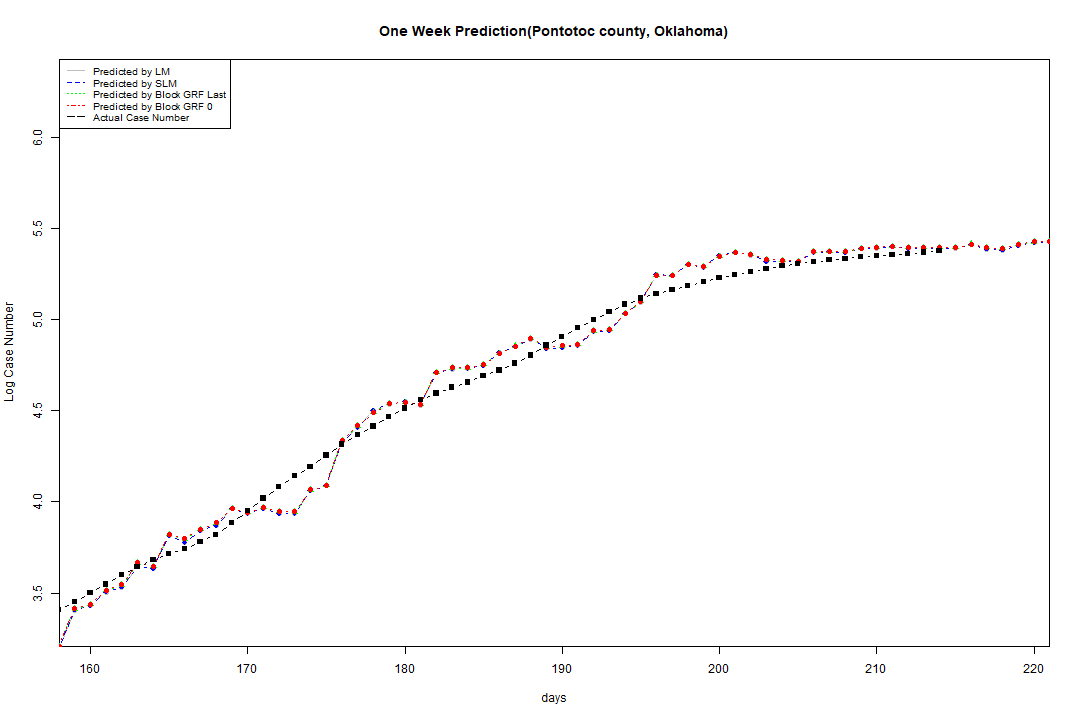 One Week Prediction(Pontotoc county, Oklahoma)
Predicted by LM
Predicted by SLM
Predicted by Block GRF Last
Predicted by Block GRF 0
Actual Case Number
6.0
5.5
5.0
4.5
4.0
3.5
Log Case Number
160 170 180 190 200 210 220
days